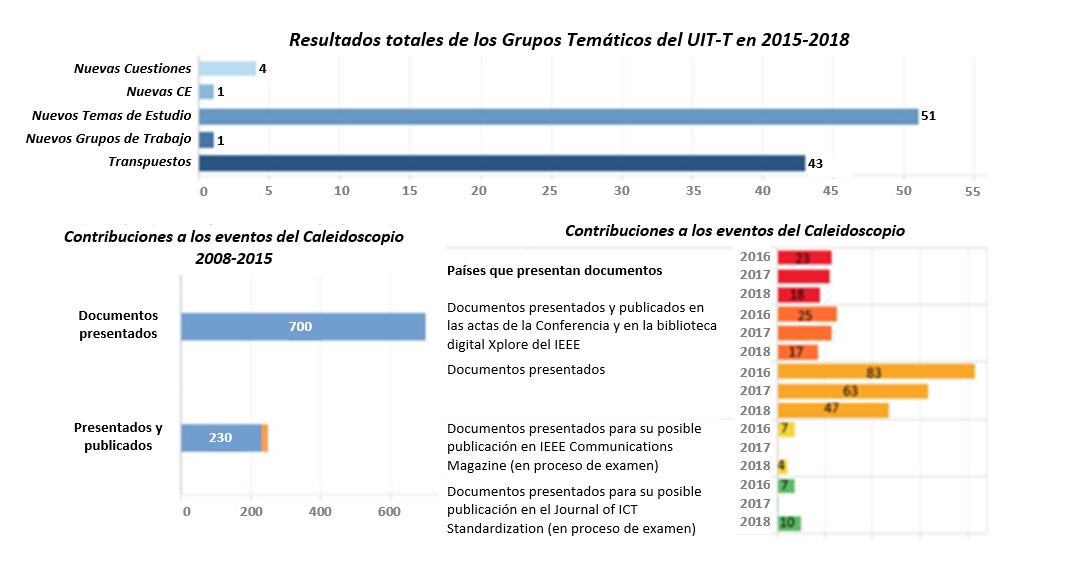 Resultados totales de los Grupos Temáticos del UIT-T en 2015-2018
Nuevas Cuestiones 4
Nuevas CE 1
Nuevos Temas de Estudio 51
Nuevos Grupos de Trabajo 1
Transpuestos 43
0 5 10 15 20 25 30 35 40 45 50 55
Contribuciones a los eventos del Caleidoscopio
2008-2015
Documentos
presentados
700
Presentados y
publicados
230
0 200 400 600
Contribuciones a los eventos del Caleidoscopio
Países que presentan documentos
2016 23
2017
2018 18
Documentos presentados y publicados en
las actas de la Conferencia y en la biblioteca
digital Xplore del IEEE
2016 25
2017
2018 17
Documentos presentados
2016 83
2017 63
2018 47
Documentos presentados para su posible
publicación en IEEE Communications
Magazine (en proceso de examen)
2016 7
2017
2018 4
Documentos presentados para su posible
publicación en el Journal of ICT
Standardization (en proceso de examen)
2016 7
2017
2018 10